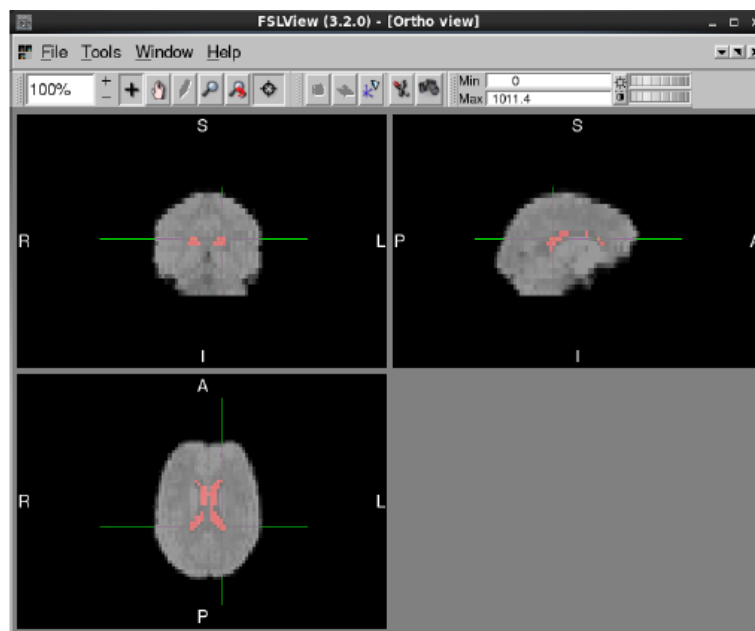 FSLView (3.2.0) - [Ortho view]
File Tools Window Help
100% + − Min 0
Max 1011.4
S
R L
I
S
P A
I
A
R L
P